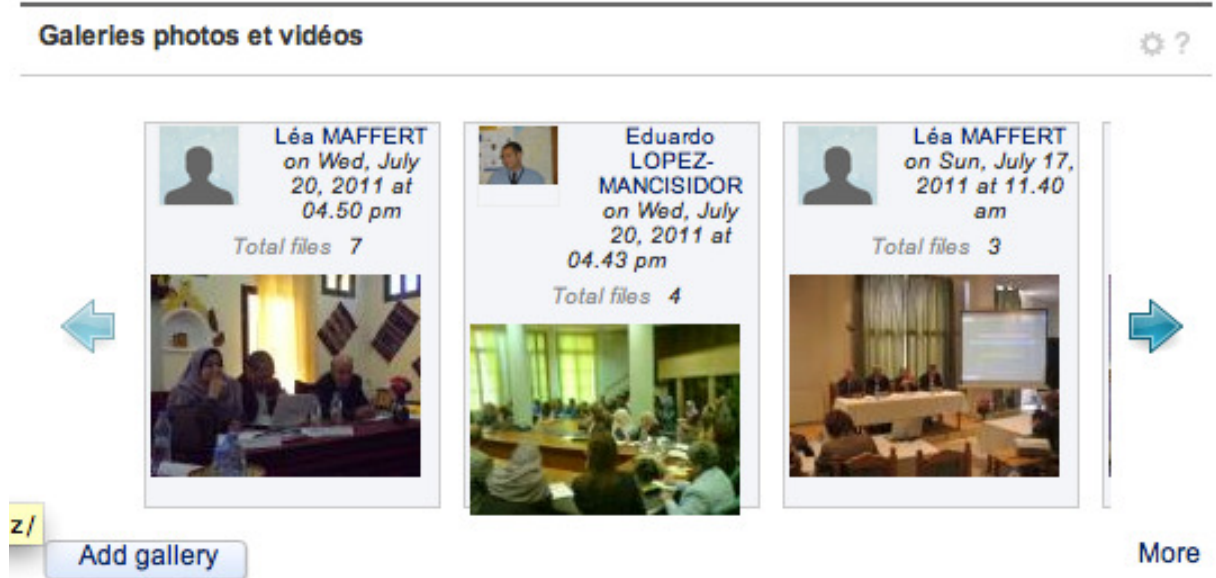 Galeries photos et vidéos
?
Léa MAFFERT
on Wed, July
20, 2011 at
04.50 pm
Total files 7
Eduardo
LOPEZ-
MANCISIDOR
on Wed, July
20, 2011 at
04.43 pm
Total files 4
Léa MAFFERT
on Sun, July 17,
2011 at 11.40
am
Total files 3
z/
Add gallery
More